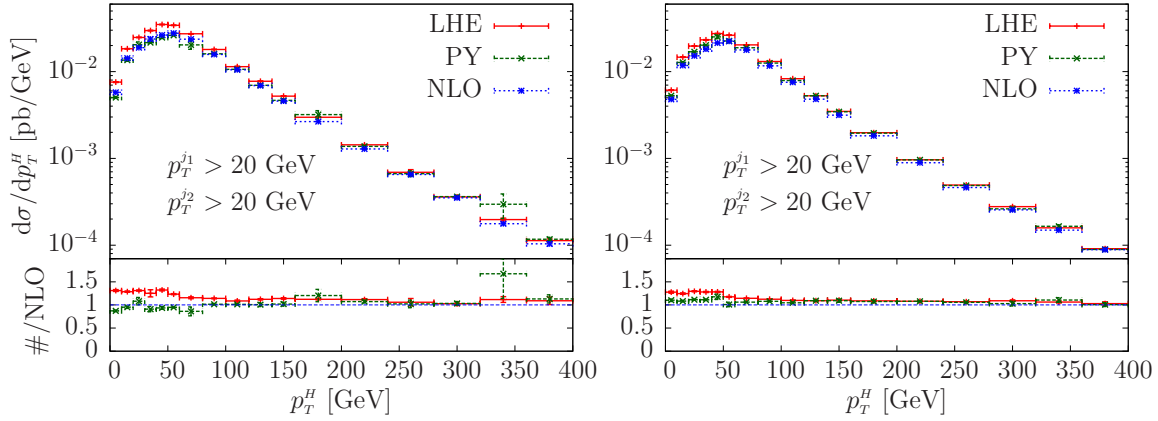 dσ/dp_T^H [pb/GeV]
10^−2
10^−3
10^−4
LHE
PY
NLO
p_T^{j_1} > 20 GeV
p_T^{j_2} > 20 GeV
#/NLO
1.5
1
0.5
0
0 50 100 150 200 250 300 350 400
p_T^H [GeV]
10^−2
10^−3
10^−4
LHE
PY
NLO
p_T^{j_1} > 20 GeV
p_T^{j_2} > 20 GeV
1.5
1
0.5
0
0 50 100 150 200 250 300 350 400
p_T^H [GeV]